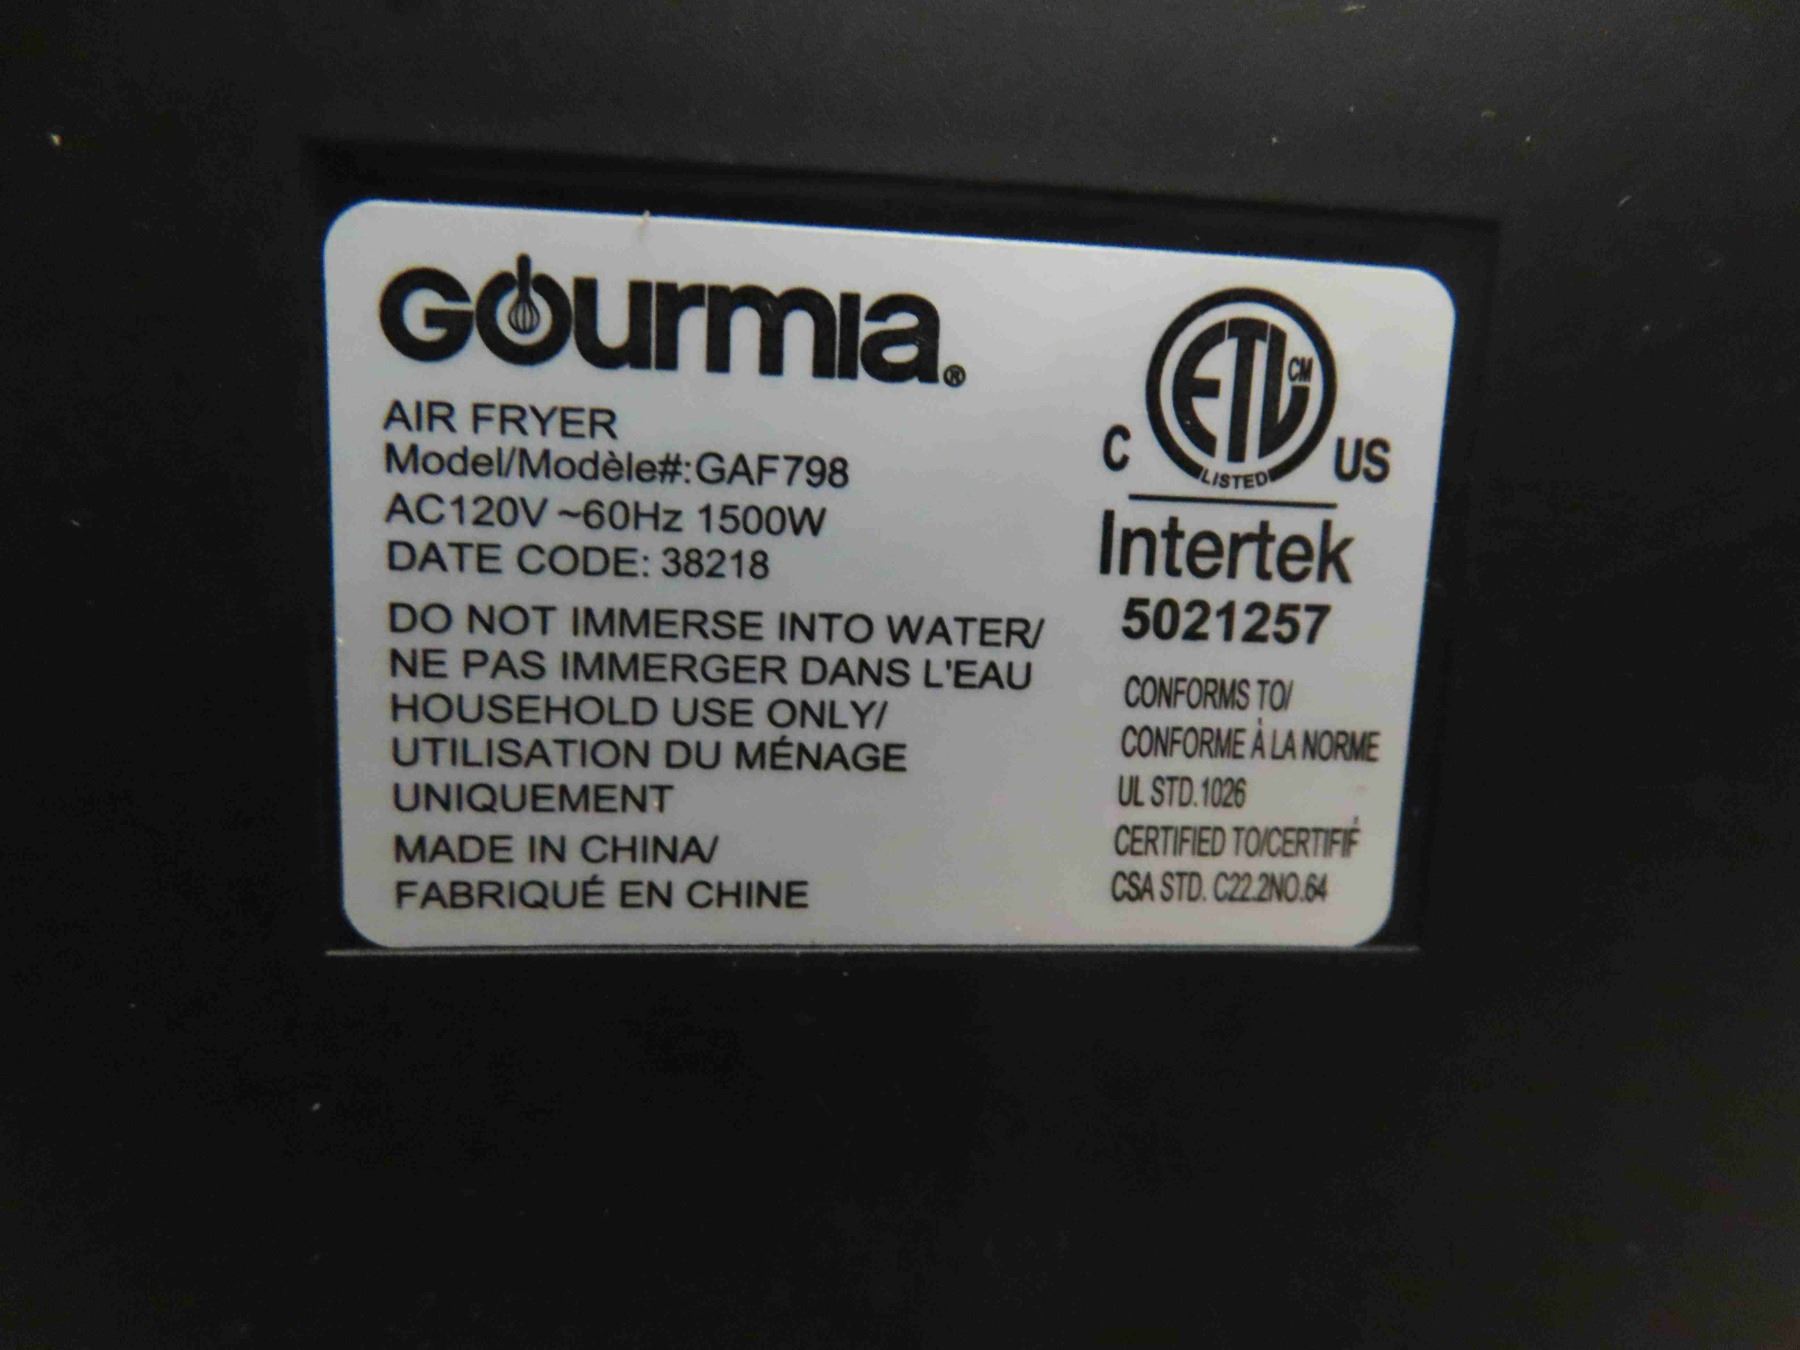 Gourmia®
AIR FRYER
Model/Modèle#:GAF798
AC120V ~60Hz 1500W
DATE CODE: 38218
DO NOT IMMERSE INTO WATER/
NE PAS IMMERGER DANS L'EAU
HOUSEHOLD USE ONLY/
UTILISATION DU MÉNAGE
UNIQUEMENT
MADE IN CHINA/
FABRIQUÉ EN CHINE
ETL CM
LISTED
C US
Intertek
5021257
CONFORMS TO/
CONFORME À LA NORME
UL STD.1026
CERTIFIED TO/CERTIFIÉ
CSA STD. C22.2NO.64